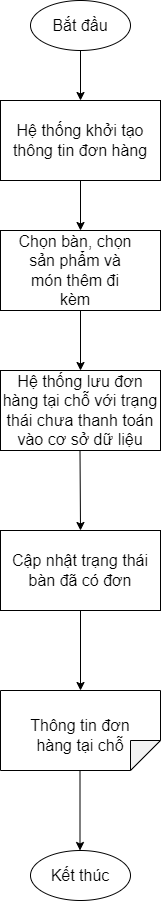 Bắt đầu
Hệ thống khởi tạo
thông tin đơn hàng
Chọn bàn, chọn
sản phẩm và
món thêm đi
kèm
Hệ thống lưu đơn
hàng tại chỗ với trạng
thái chưa thanh toán
vào cơ sở dữ liệu
Cập nhật trạng thái
bàn đã có đơn
Thông tin đơn
hàng tại chỗ
Kết thúc